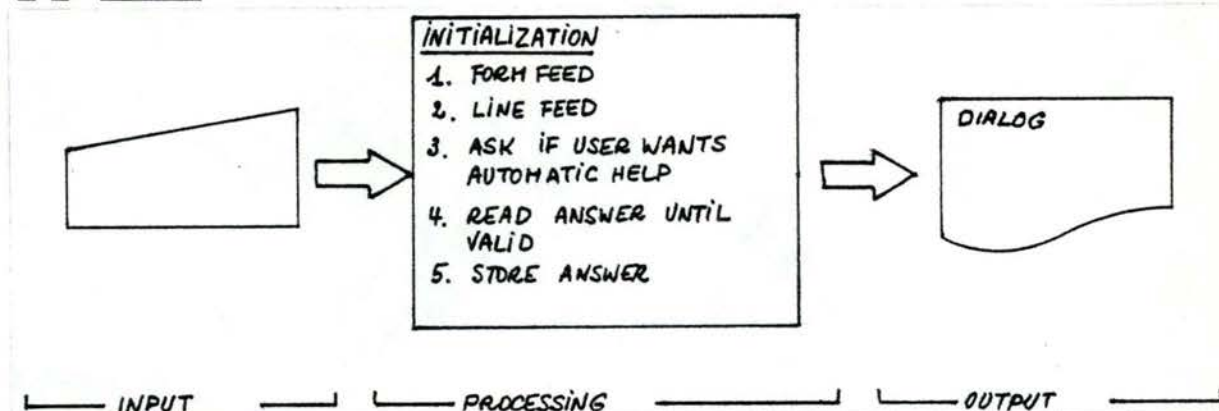 INITIALIZATION
1. FORM FEED
2. LINE FEED
3. ASK IF USER WANTS
AUTOMATIC HELP
4. READ ANSWER UNTIL
VALID
5. STORE ANSWER
DIALOG
INPUT
PROCESSING
OUTPUT